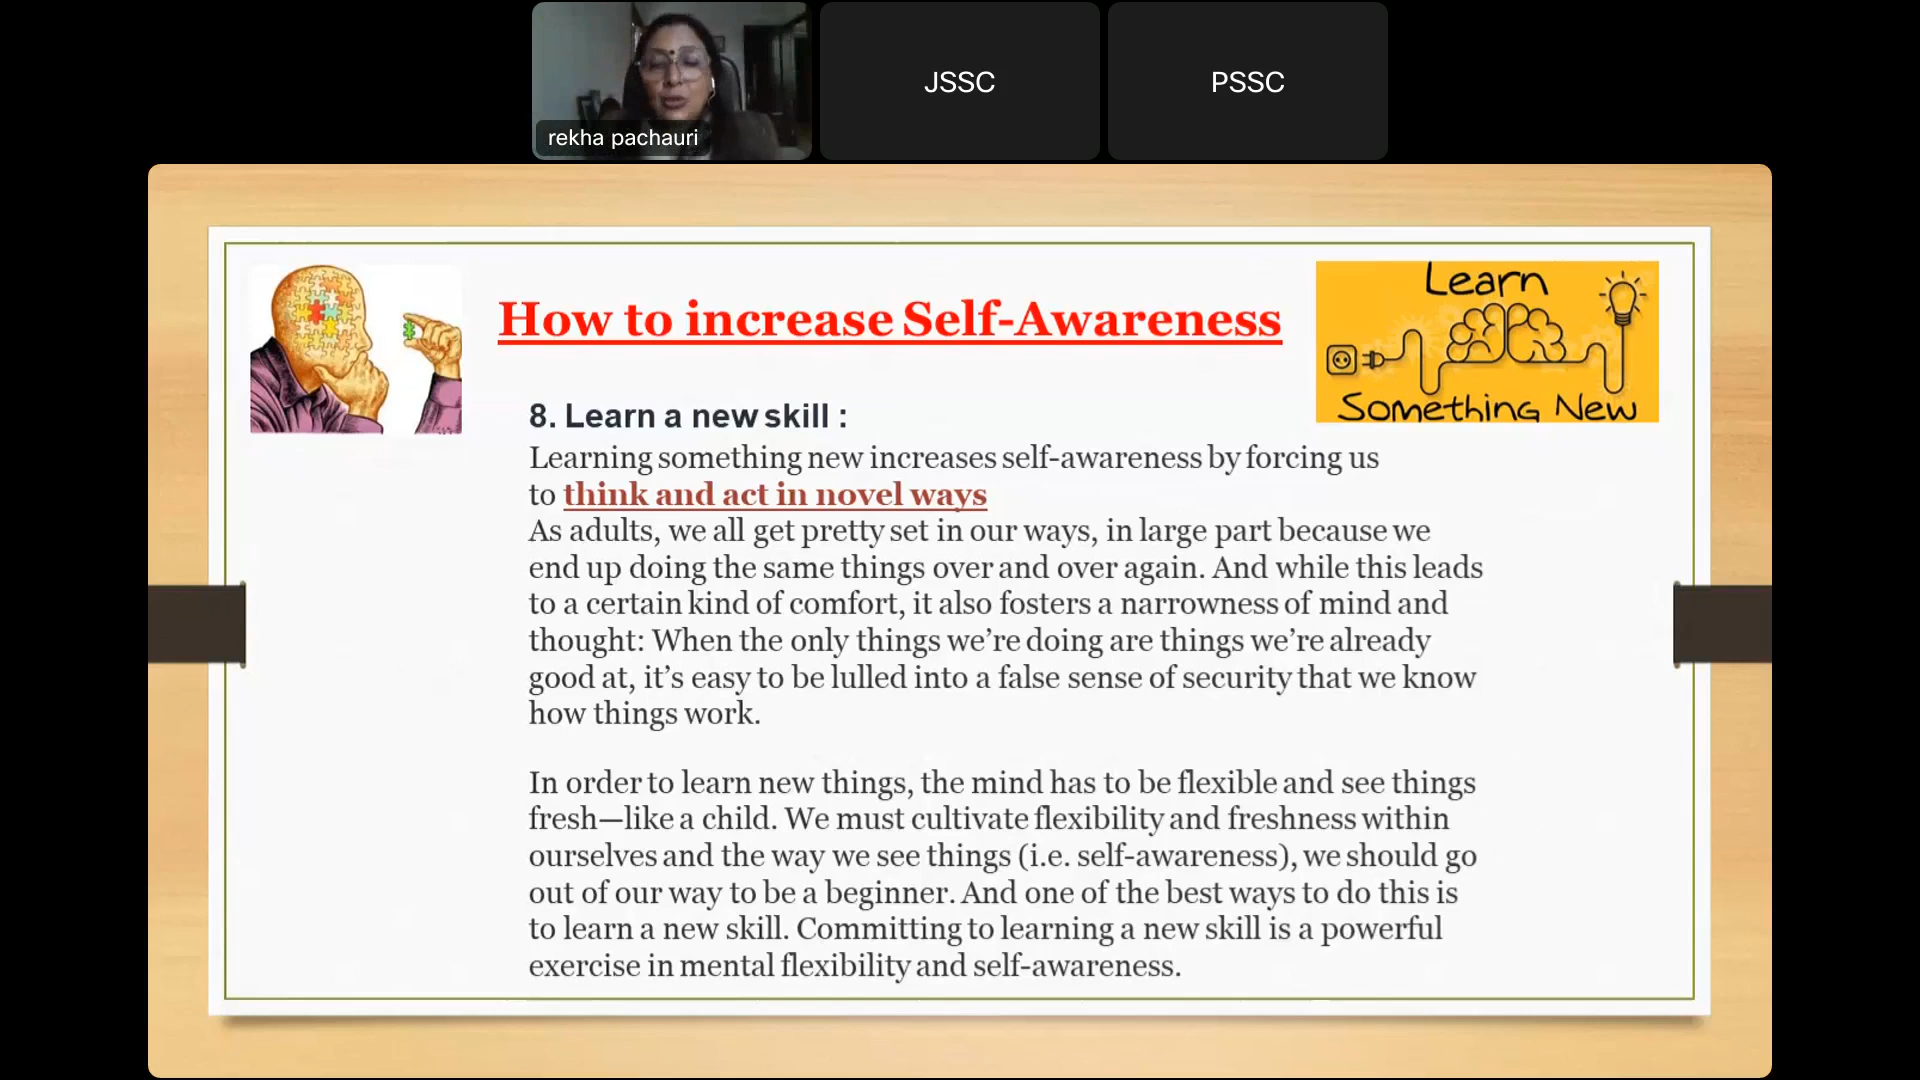 rekha pachauri
JSSC
PSSC
How to increase Self-Awareness
Learn
Something New
8. Learn a new skill :
Learning something new increases self-awareness by forcing us
to think and act in novel ways
As adults, we all get pretty set in our ways, in large part because we
end up doing the same things over and over again. And while this leads
to a certain kind of comfort, it also fosters a narrowness of mind and
thought: When the only things we’re doing are things we’re already
good at, it’s easy to be lulled into a false sense of security that we know
how things work.
In order to learn new things, the mind has to be flexible and see things
fresh—like a child. We must cultivate flexibility and freshness within
ourselves and the way we see things (i.e. self-awareness), we should go
out of our way to be a beginner. And one of the best ways to do this is
to learn a new skill. Committing to learning a new skill is a powerful
exercise in mental flexibility and self-awareness.